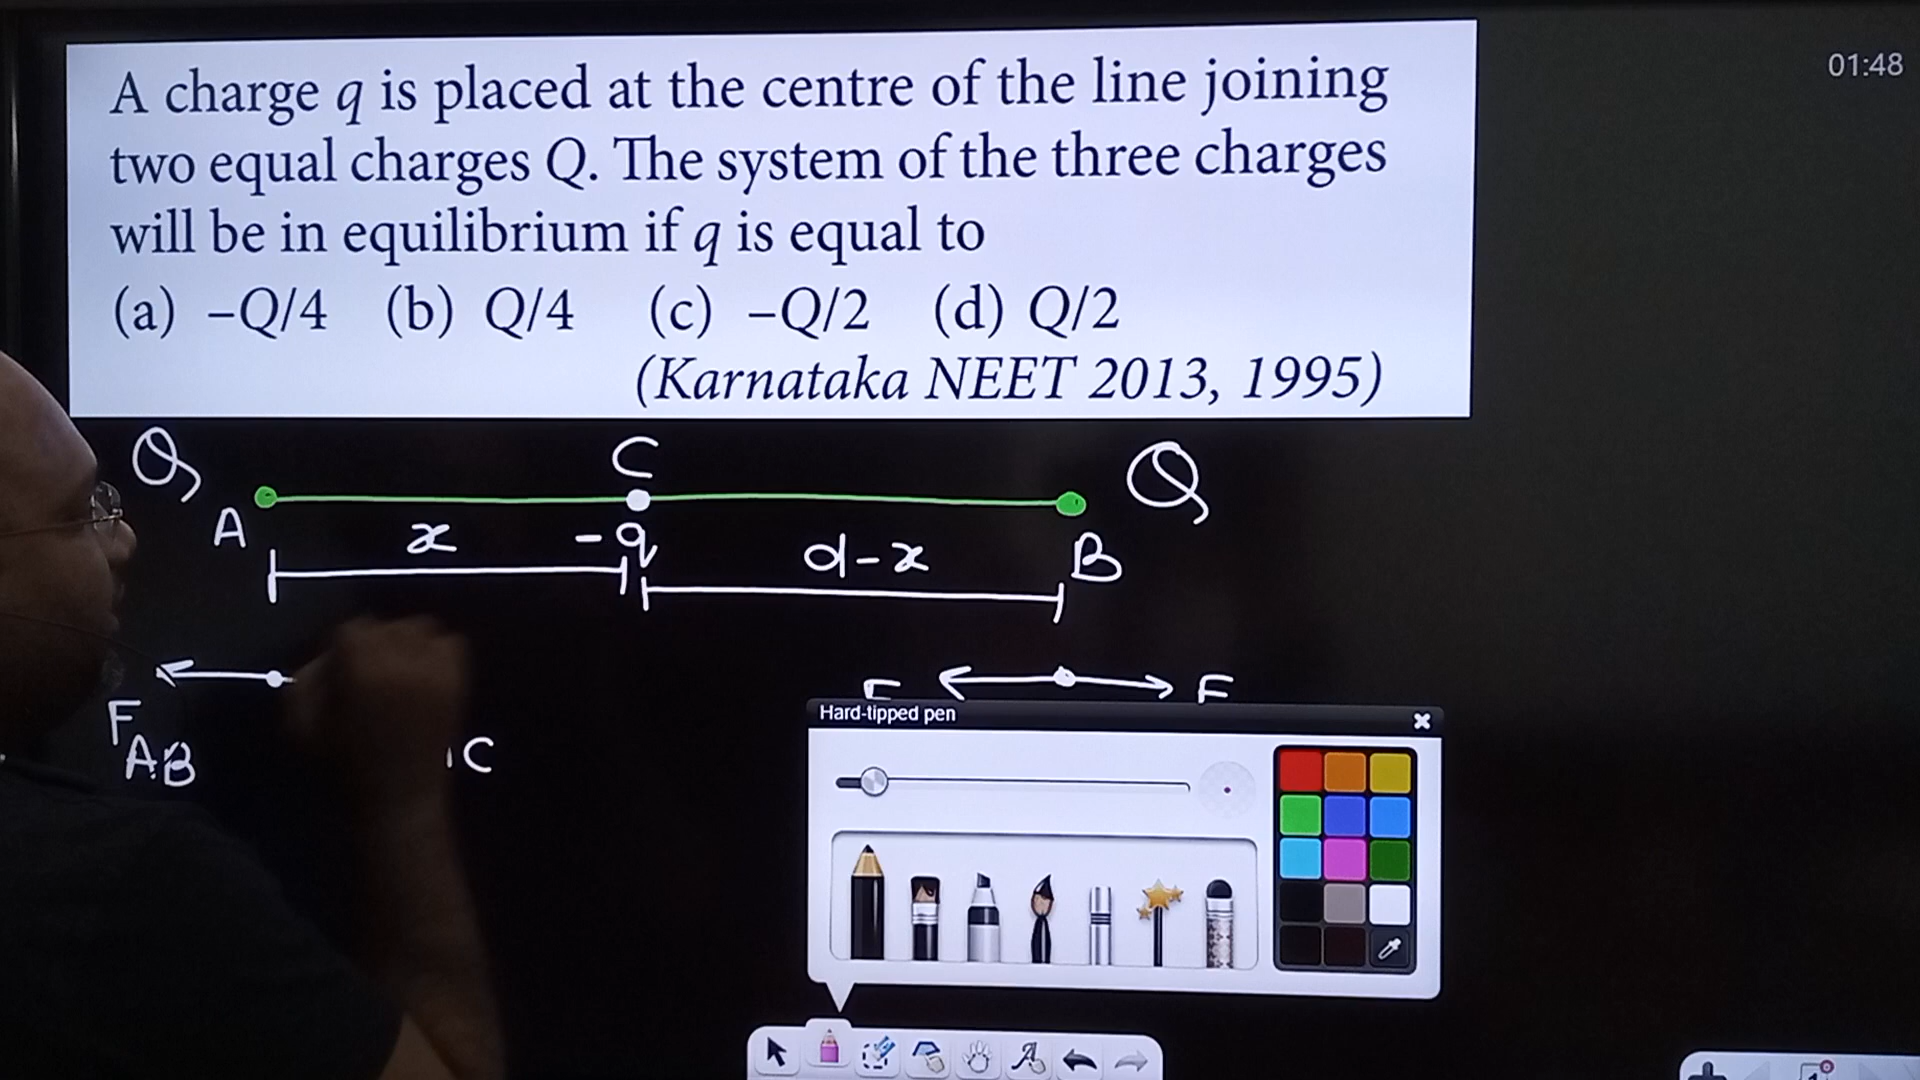 A charge q is placed at the centre of the line joining
two equal charges Q. The system of the three charges
will be in equilibrium if q is equal to
(a) –Q/4 (b) Q/4 (c) –Q/2 (d) Q/2
(Karnataka NEET 2013, 1995)
01:48
Q C Q
A x -q d-x B
F
F
AB
C
Hard-tipped pen